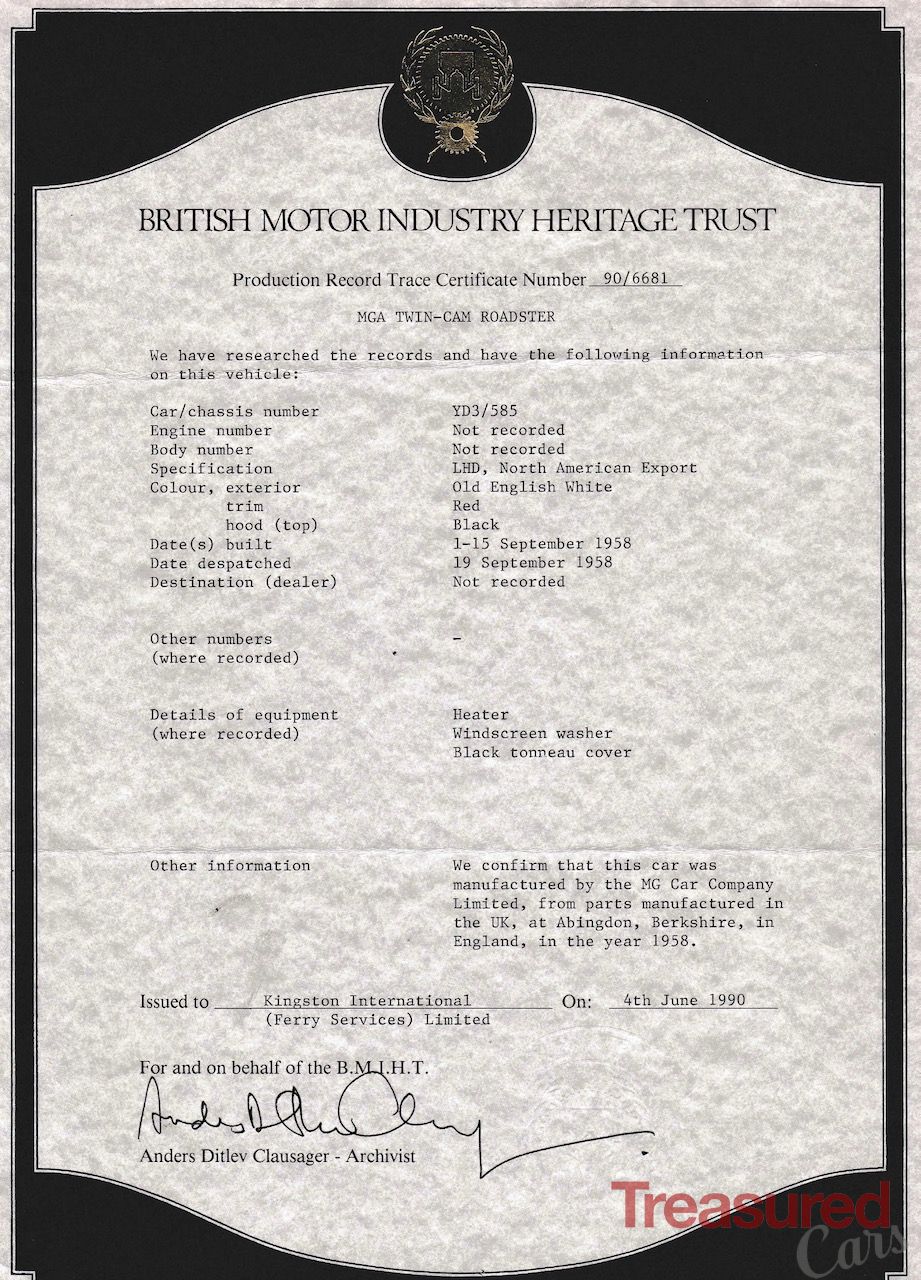 BRITISH MOTOR INDUSTRY HERITAGE TRUST
Production Record Trace Certificate Number 90/6681
MGA TWIN-CAM ROADSTER
We have researched the records and have the following information
on this vehicle:
Car/chassis number YD3/585
Engine number Not recorded
Body number Not recorded
Specification LHD, North American Export
Colour, exterior Old English White
trim Red
hood (top) Black
Date(s) built 1-15 September 1958
Date despatched 19 September 1958
Destination (dealer) Not recorded
Other numbers -
(where recorded)
Details of equipment Heater
(where recorded) Windscreen washer
Black tonneau cover
Other information We confirm that this car was
manufactured by the MG Car Company
Limited, from parts manufactured in
the UK, at Abingdon, Berkshire, in
England, in the year 1958.
Issued to Kingston International On: 4th June 1990
(Ferry Services) Limited
For and on behalf of the B.M.I.H.T.
Anders Ditlev Clausager - Archivist
Treasured
Cars